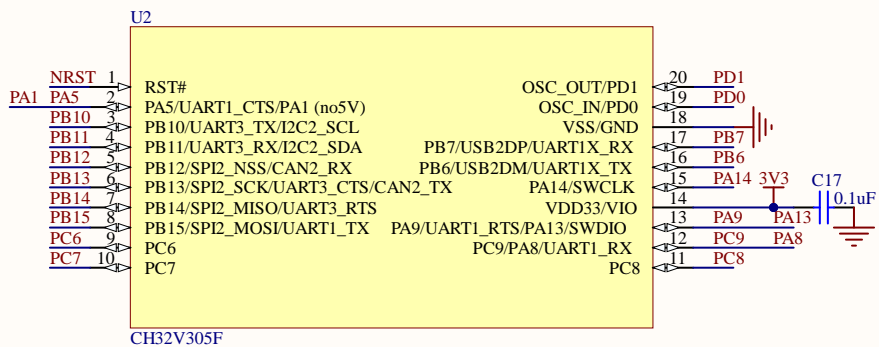 U2
NRST 1 RST# OSC_OUT/PD1 20 PD1
PA1 PA5 2 PA5/UART1_CTS/PA1 (no5V) OSC_IN/PD0 19 PD0
PB10 3 PB10/UART3_TX/I2C2_SCL VSS/GND 18
PB11 4 PB11/UART3_RX/I2C2_SDA PB7/USB2DP/UART1X_RX 17 PB7
PB12 5 PB12/SPI2_NSS/CAN2_RX PB6/USB2DM/UART1X_TX 16 PB6
PB13 6 PB13/SPI2_SCK/UART3_CTS/CAN2_TX PA14/SWCLK 15 PA14 3V3 C17
PB14 7 PB14/SPI2_MISO/UART3_RTS VDD33/VIO 14 0.1uF
PB15 8 PB15/SPI2_MOSI/UART1_TX PA9/UART1_RTS/PA13/SWDIO 13 PA9 PA13
PC6 9 PC6 PC9/PA8/UART1_RX 12 PC9 PA8
PC7 10 PC7 PC8 11 PC8
CH32V305F